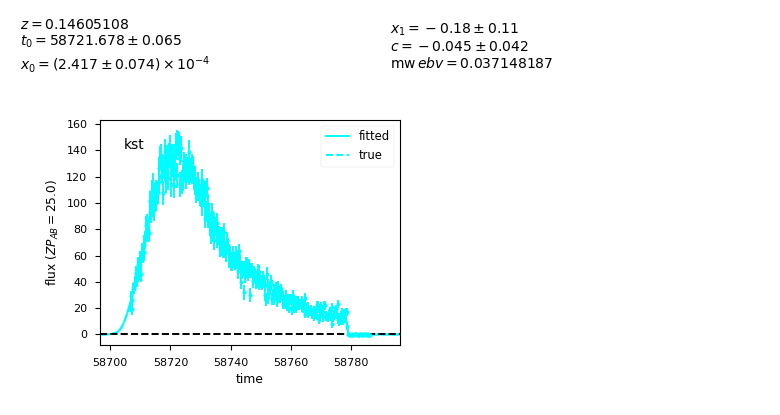 z = 0.14605108
t₀ = 58721.678 ± 0.065
x₀ = (2.417 ± 0.074) × 10⁻⁴
x₁ = −0.18 ± 0.11
c = −0.045 ± 0.042
mw ebv = 0.037148187
kst
fitted
true
160
140
120
100
80
60
40
20
0
flux (ZP_AB = 25.0)
58700 58720 58740 58760 58780
time